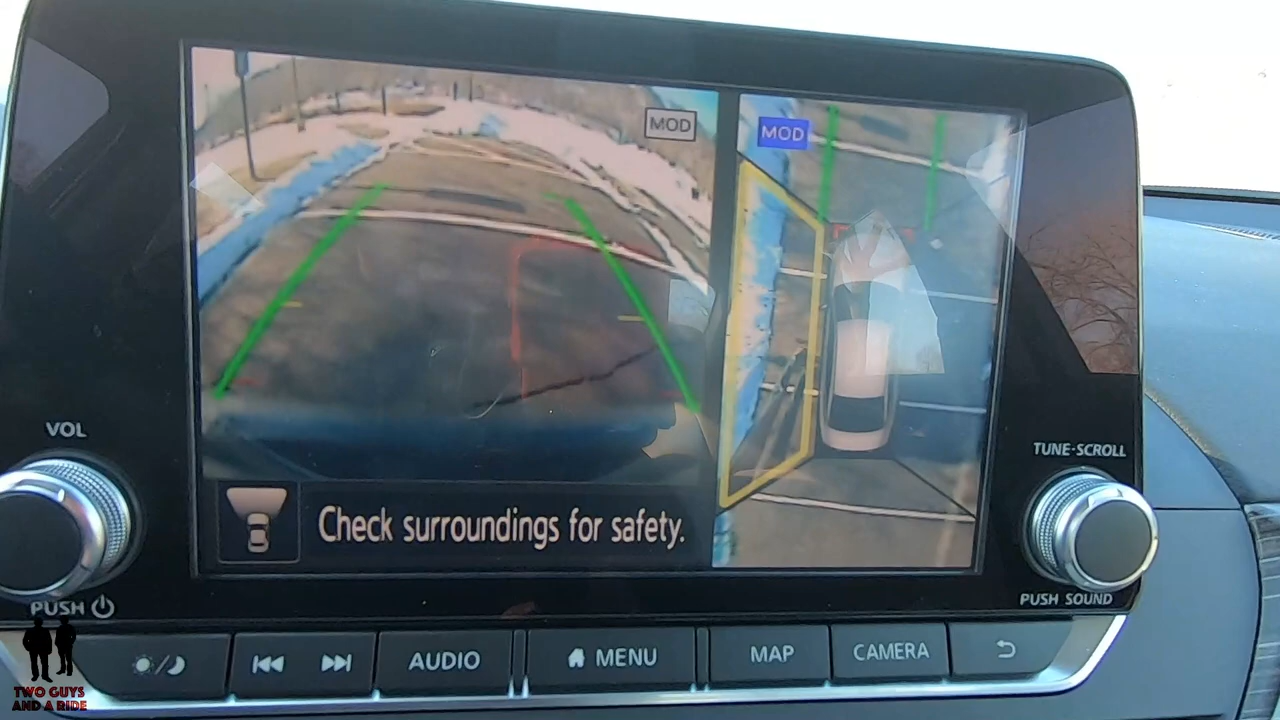 MOD
MOD
Check surroundings for safety.
VOL
PUSH
TUNE·SCROLL
PUSH SOUND
AUDIO
MENU
MAP
CAMERA
TWO GUYS
AND A RIDE